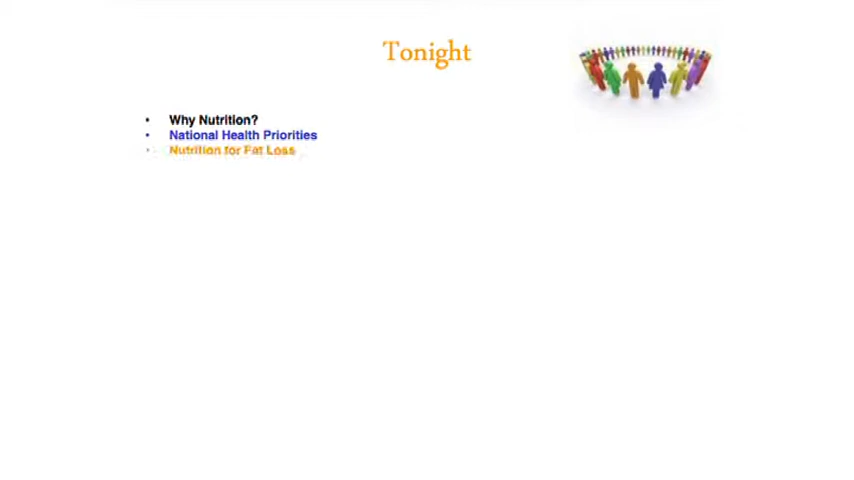 Tonight
• Why Nutrition?
• National Health Priorities
• Nutrition for Fat Loss